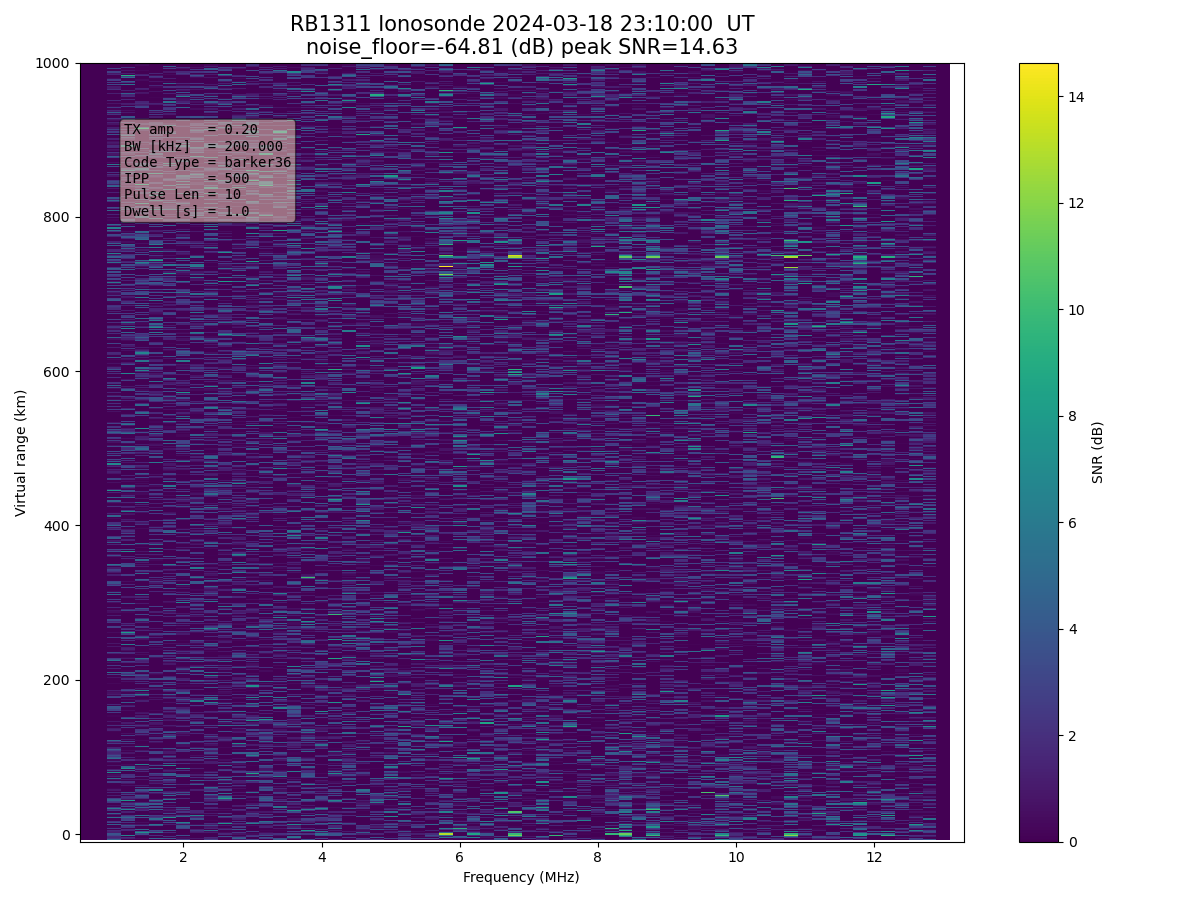 RB1311 Ionosonde 2024-03-18 23:10:00  UT
noise_floor=-64.81 (dB) peak SNR=14.63
1000
800
600
400
200
0
Virtual range (km)
TX amp    = 0.20
BW [kHz]  = 200.000
Code Type = barker36
IPP       = 500
Pulse Len = 10
Dwell [s] = 1.0
2 4 6 8 10 12
Frequency (MHz)
14
12
10
8
6
4
2
0
SNR (dB)